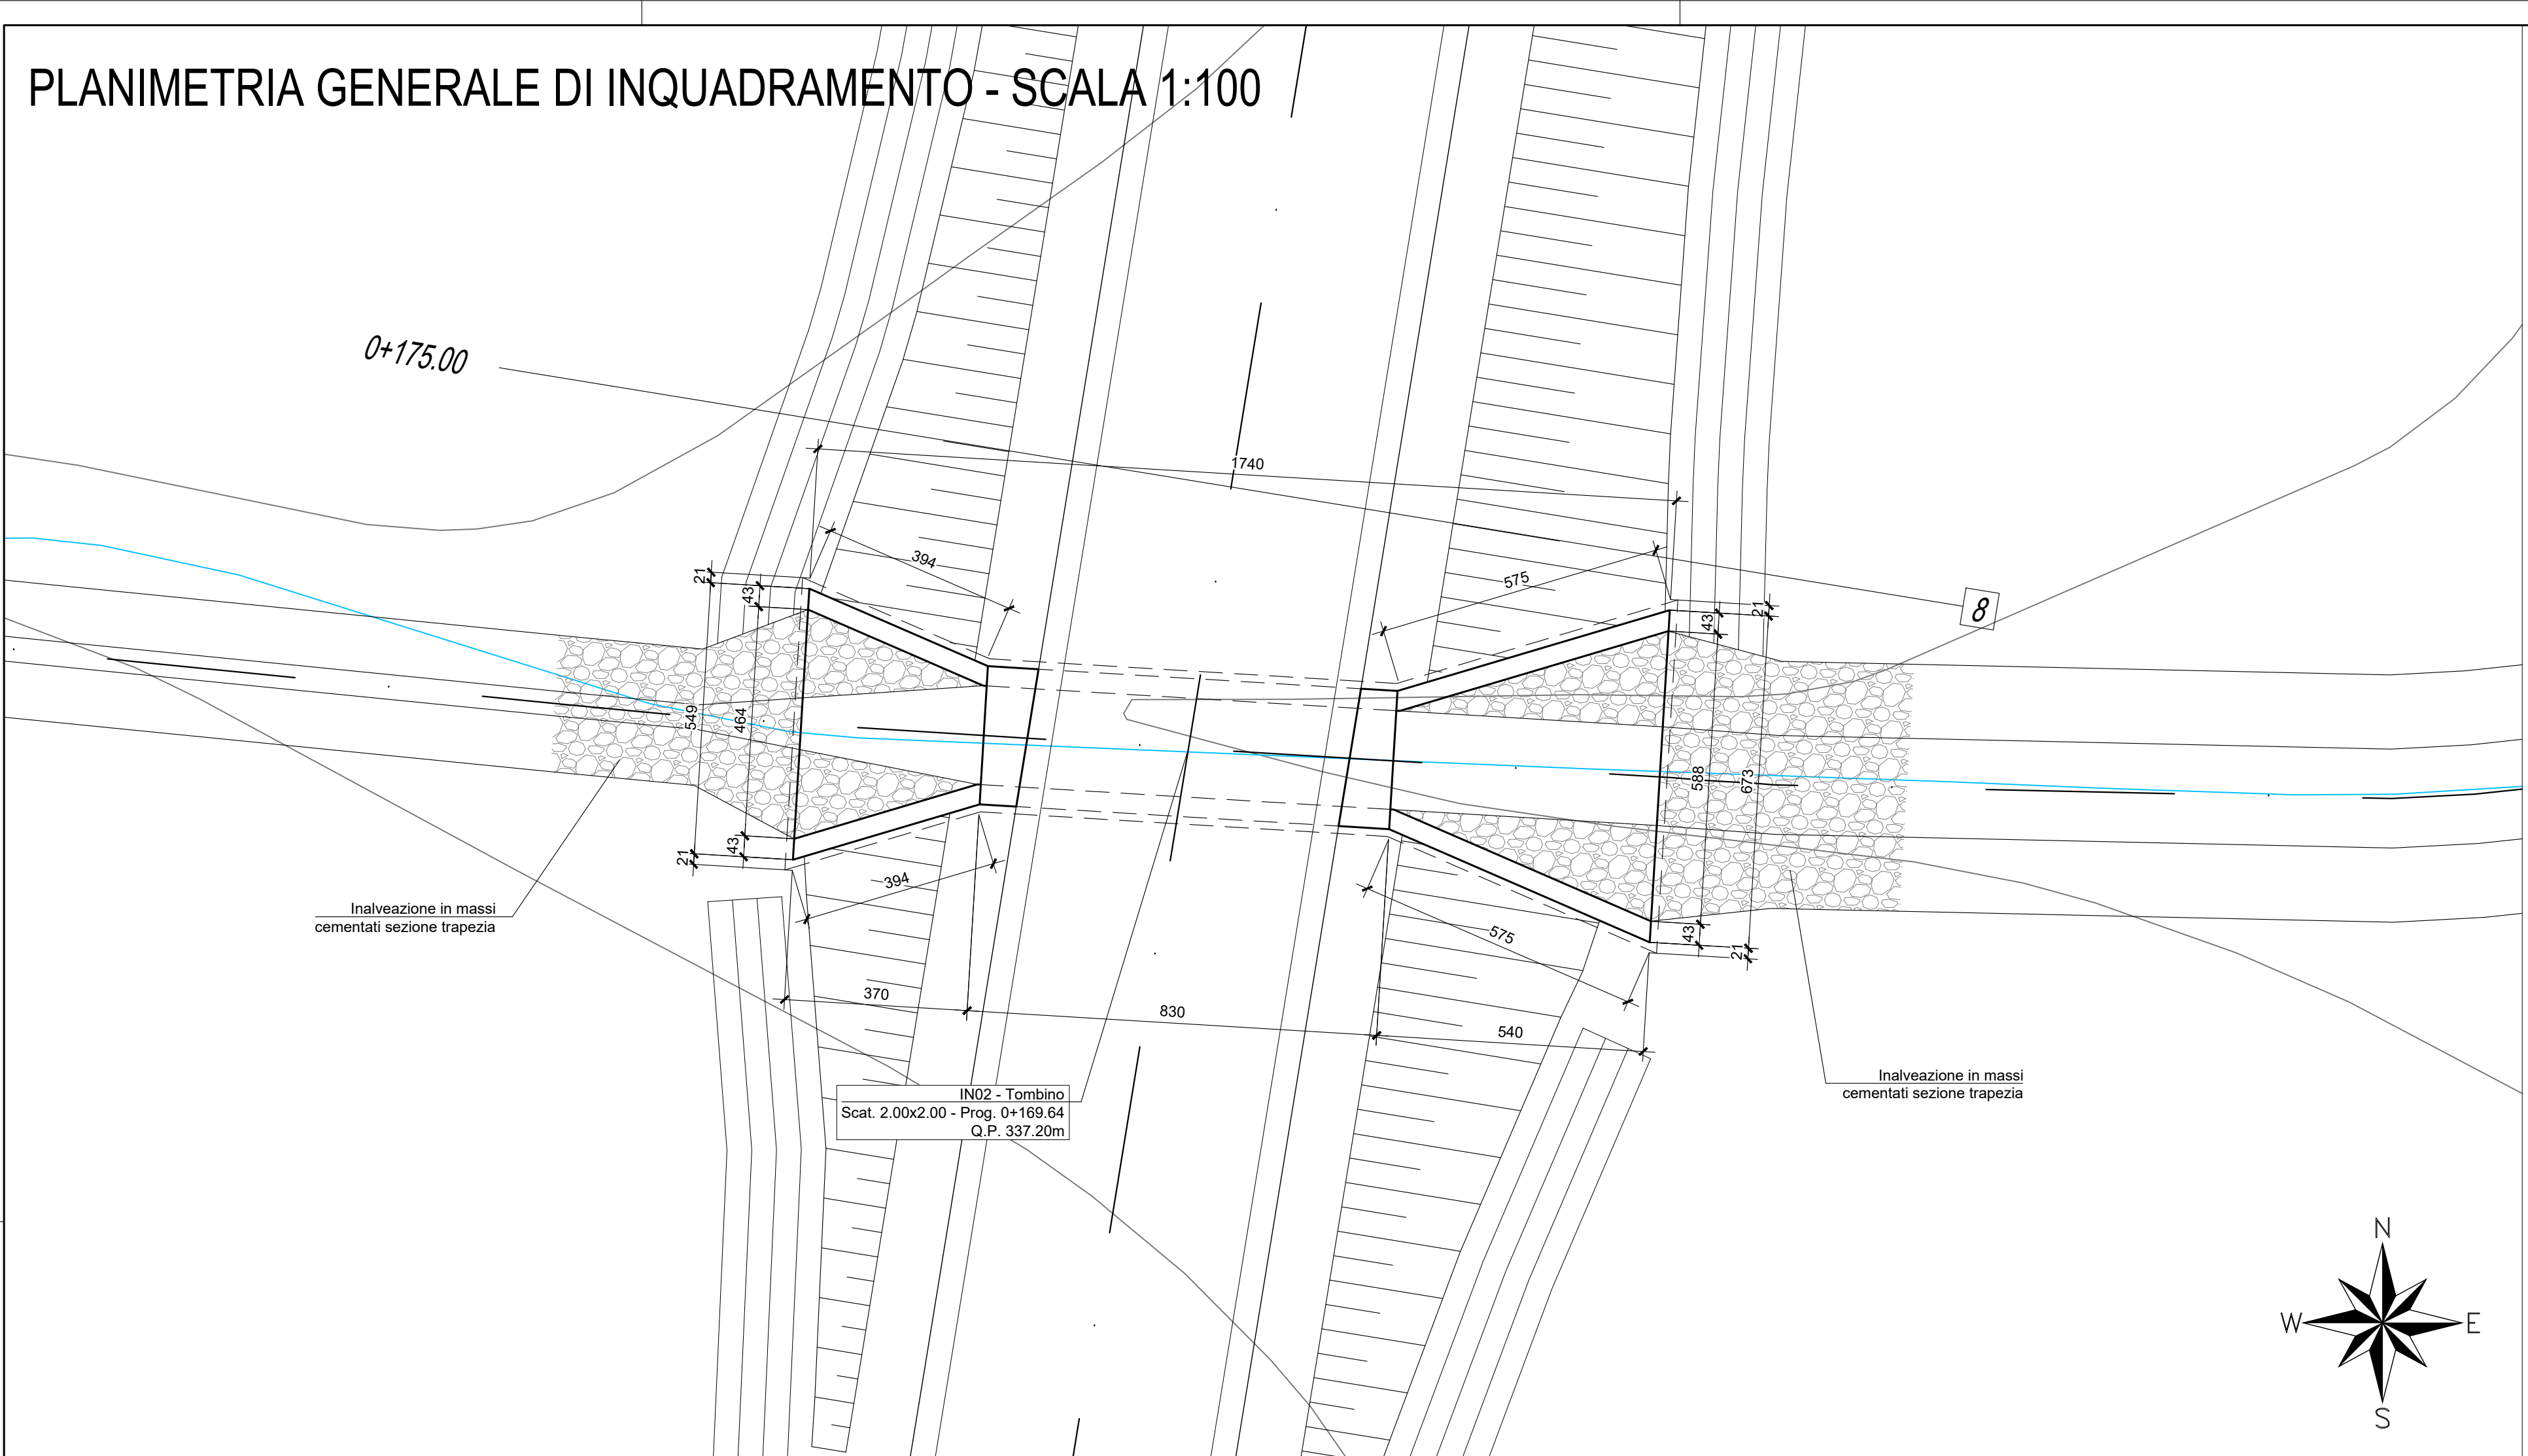 PLANIMETRIA GENERALE DI INQUADRAMENTO - SCALA 1:100
0+175.00
1740
394
575
21
43
8
21
43
549
464
588
673
43
21
394
43
21
575
Inalveazione in massi
cementati sezione trapezia
370
830
540
Inalveazione in massi
cementati sezione trapezia
IN02 - Tombino
Scat. 2.00x2.00 - Prog. 0+169.64
Q.P. 337.20m
N
W
E
S